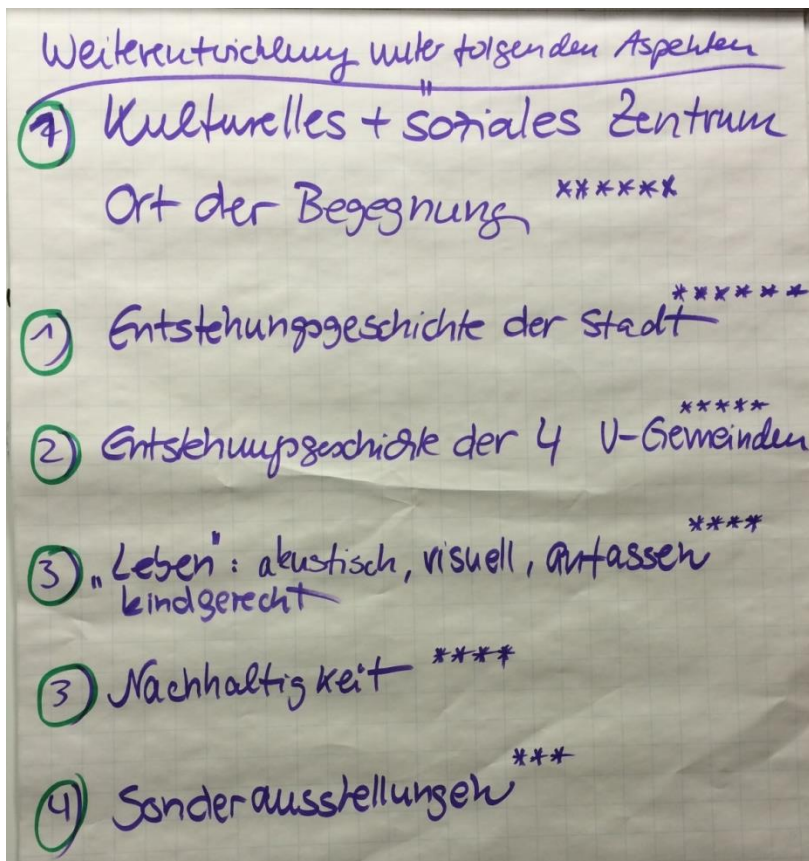 Weiterentwicklung unter folgenden Aspekten
1) Kulturelles + soziales Zentrum
Ort der Begegnung ******
1) Entstehungsgeschichte der Stadt ******
2) Entstehungsgeschichte der 4 V-Gemeinden *****
3) "Leben": akustisch, visuell, anfassen ****
kindgerecht
3) Nachhaltigkeit ****
4) Sonderausstellungen ***